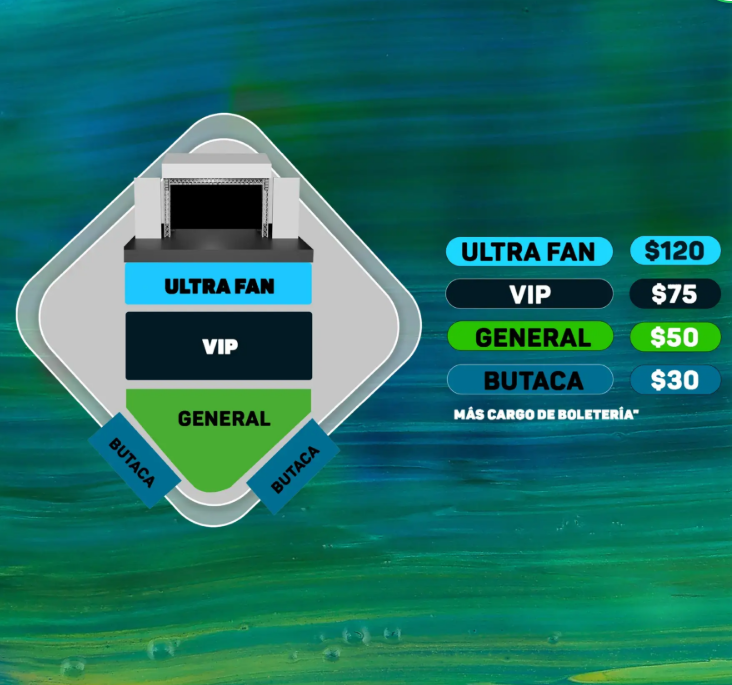 ULTRA FAN
VIP
GENERAL
BUTACA
BUTACA
ULTRA FAN $120
VIP $75
GENERAL $50
BUTACA $30
MÁS CARGO DE BOLETERÍA*